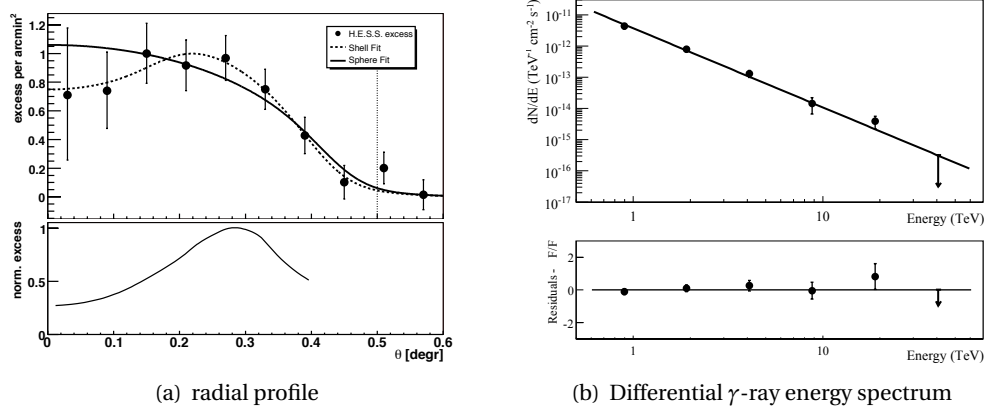 excess per arcmin²
1.2
1
0.8
0.6
0.4
0.2
0
H.E.S.S. excess
Shell Fit
Sphere Fit
norm. excess
1
0.5
0
0 0.1 0.2 0.3 0.4 0.5 0.6
θ [degr]
(a) radial profile
dN/dE (TeV⁻¹ cm⁻² s⁻¹)
10⁻¹¹
10⁻¹²
10⁻¹³
10⁻¹⁴
10⁻¹⁵
10⁻¹⁶
10⁻¹⁷
1 10
Energy (TeV)
Residuals - F/F
2
0
-2
1 10
Energy (TeV)
(b) Differential γ-ray energy spectrum